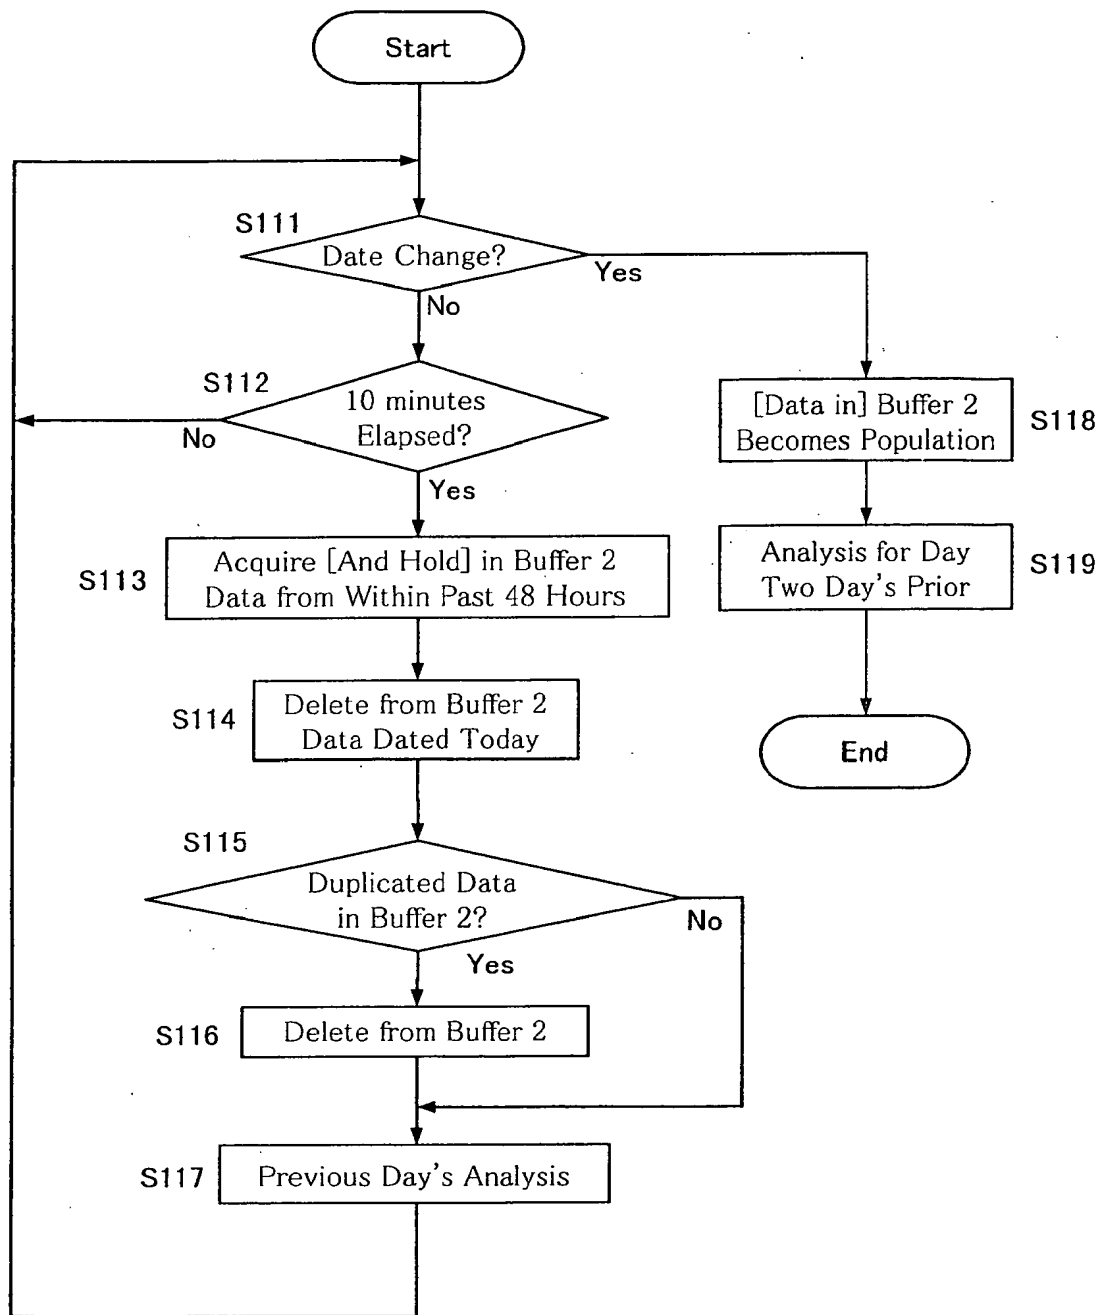 Start
S111
Date Change?
Yes
No
S112
10 minutes
Elapsed?
No
Yes
[Data in] Buffer 2
Becomes Population
S118
S113
Acquire [And Hold] in Buffer 2
Data from Within Past 48 Hours
Analysis for Day
Two Day's Prior
S119
S114
Delete from Buffer 2
Data Dated Today
End
S115
Duplicated Data
in Buffer 2?
No
Yes
S116
Delete from Buffer 2
S117
Previous Day's Analysis